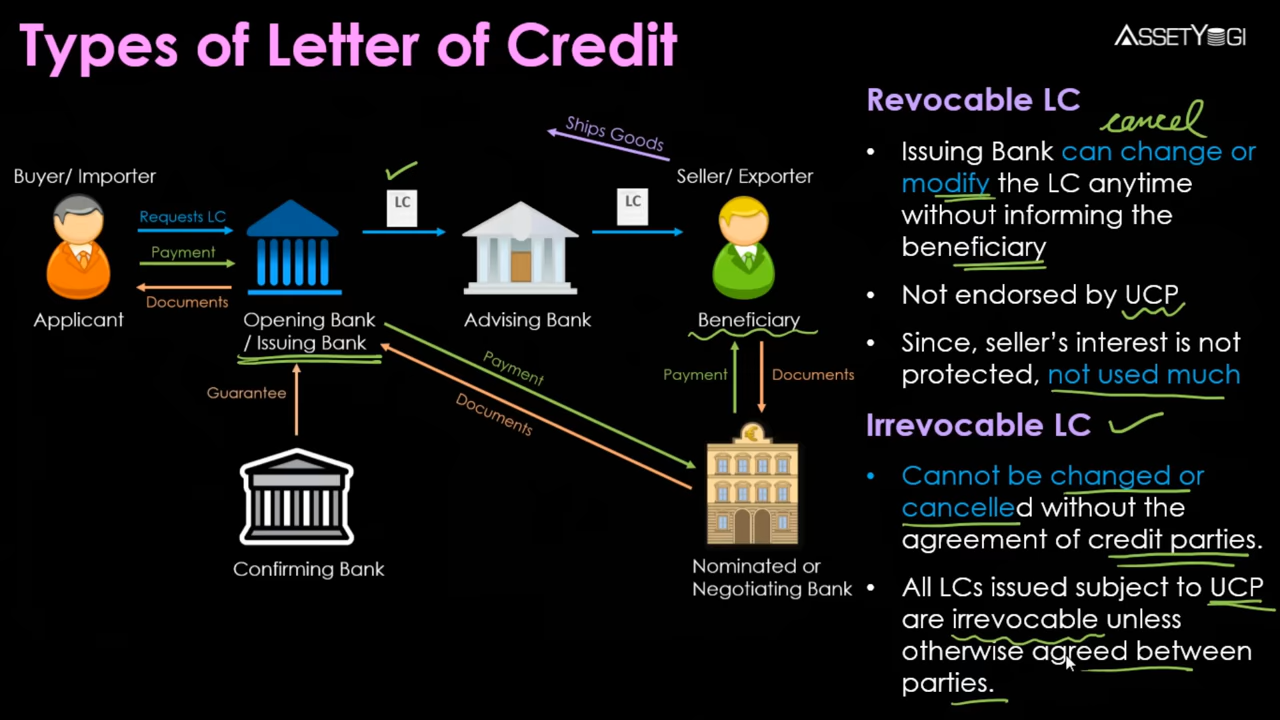 Types of Letter of Credit
ASSETYOGI
Ships Goods
Buyer/ Importer
Seller/ Exporter
LC
LC
Requests LC
Payment
Documents
Applicant
Opening Bank
/ Issuing Bank
Advising Bank
Beneficiary
Payment
Documents
Guarantee
Payment
Documents
Confirming Bank
Nominated or
Negotiating Bank
Revocable LC
cancel
• Issuing Bank can change or
modify the LC anytime
without informing the
beneficiary
• Not endorsed by UCP
• Since, seller's interest is not
protected, not used much
Irrevocable LC
• Cannot be changed or
cancelled without the
agreement of credit parties.
• All LCs issued subject to UCP
are irrevocable unless
otherwise agreed between
parties.